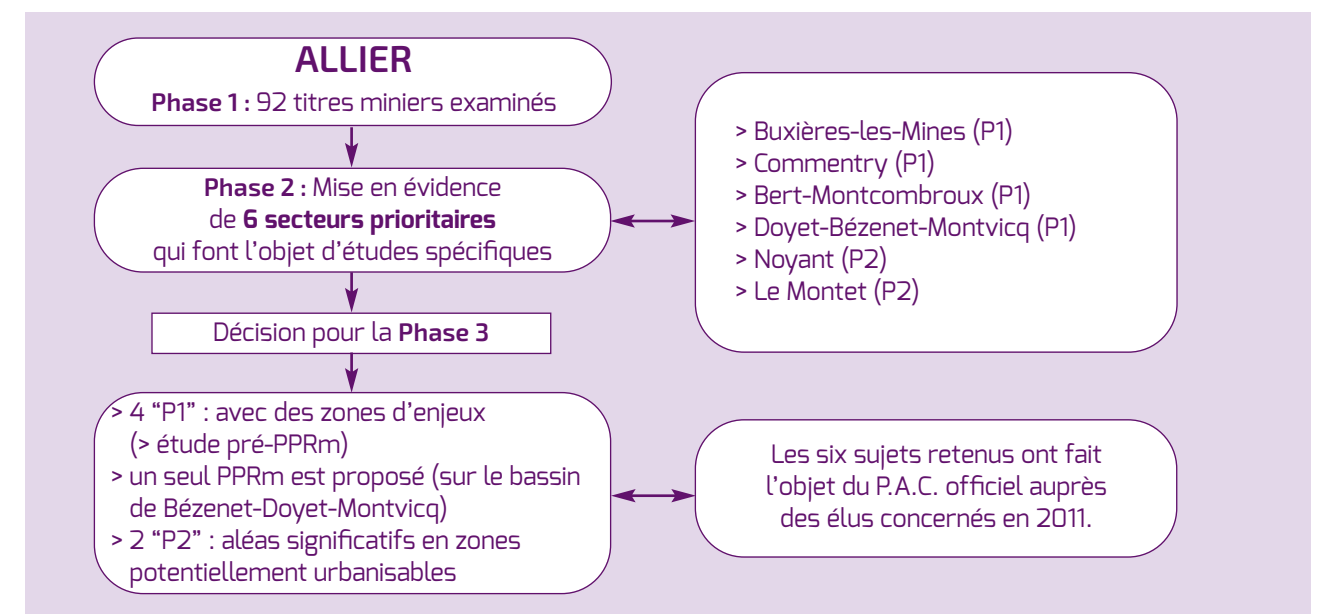 ALLIER
Phase 1 : 92 titres miniers examinés
Phase 2 : Mise en évidence
de 6 secteurs prioritaires
qui font l'objet d'études spécifiques
> Buxières-les-Mines (P1)
> Commentry (P1)
> Bert-Montcombroux (P1)
> Doyet-Bézenet-Montvicq (P1)
> Noyant (P2)
> Le Montet (P2)
Décision pour la Phase 3
> 4 “P1” : avec des zones d'enjeux
(> étude pré-PPRm)
> un seul PPRm est proposé (sur le bassin
de Bézenet-Doyet-Montvicq)
> 2 “P2” : aléas significatifs en zones
potentiellement urbanisables
Les six sujets retenus ont fait
l'objet du P.A.C. officiel auprès
des élus concernés en 2011.